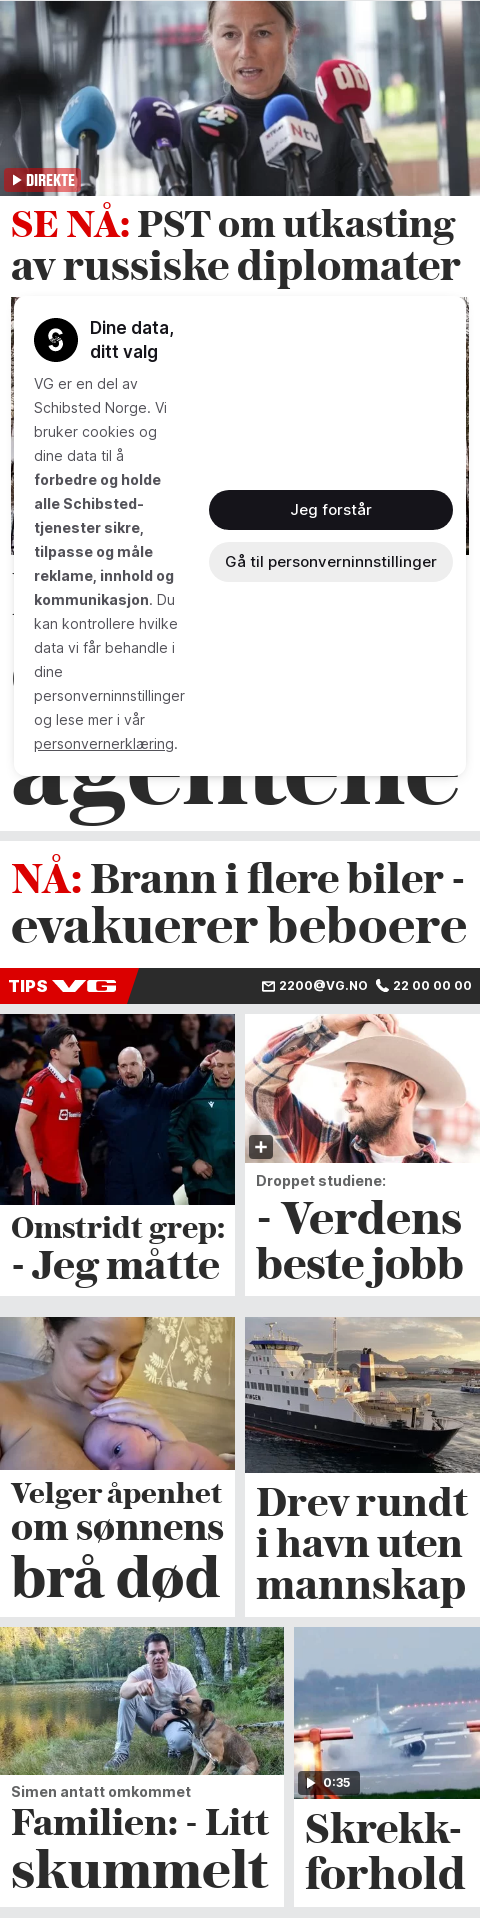 DIREKTE
SE NÅ: PST om utkasting
av russiske diplomater
Dine data,
ditt valg
VG er en del av
Schibsted Norge. Vi
bruker cookies og
dine data til å
forbedre og holde
alle Schibsted-
tjenester sikre,
tilpasse og måle
reklame, innhold og
kommunikasjon. Du
kan kontrollere hvilke
data vi får behandle i
dine
personverninnstillinger
og lese mer i vår
personvernerklæring.
Jeg forstår
Gå til personverninnstillinger
agentene
NÅ: Brann i flere biler -
evakuerer beboere
TIPS VG 2200@VG.NO 22 00 00 00
Omstridt grep:
- Jeg måtte
Droppet studiene:
- Verdens
beste jobb
Velger åpenhet
om sønnens
brå død
Drev rundt
i havn uten
mannskap
Simen antatt omkommet
Familien: - Litt
skummelt
0:35
Skrekk-
forhold